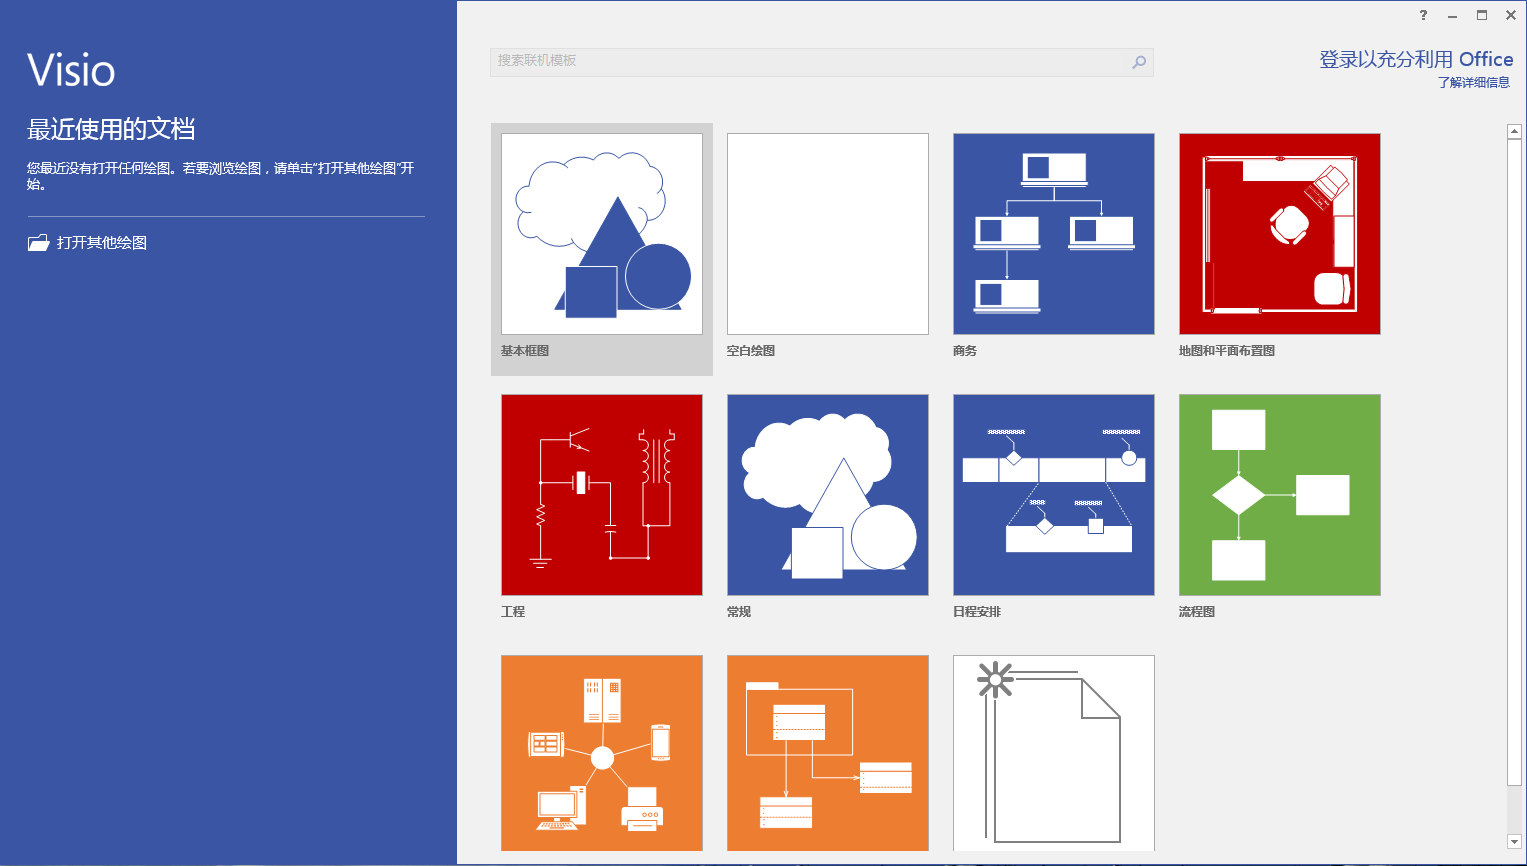 ?
Visio
搜索联机模板
登录以充分利用 Office
了解详细信息
最近使用的文档
您最近没有打开任何绘图。若要浏览绘图，请单击“打开其他绘图”开
始。
打开其他绘图
基本框图
空白绘图
商务
地图和平面布置图
工程
常规
日程安排
流程图